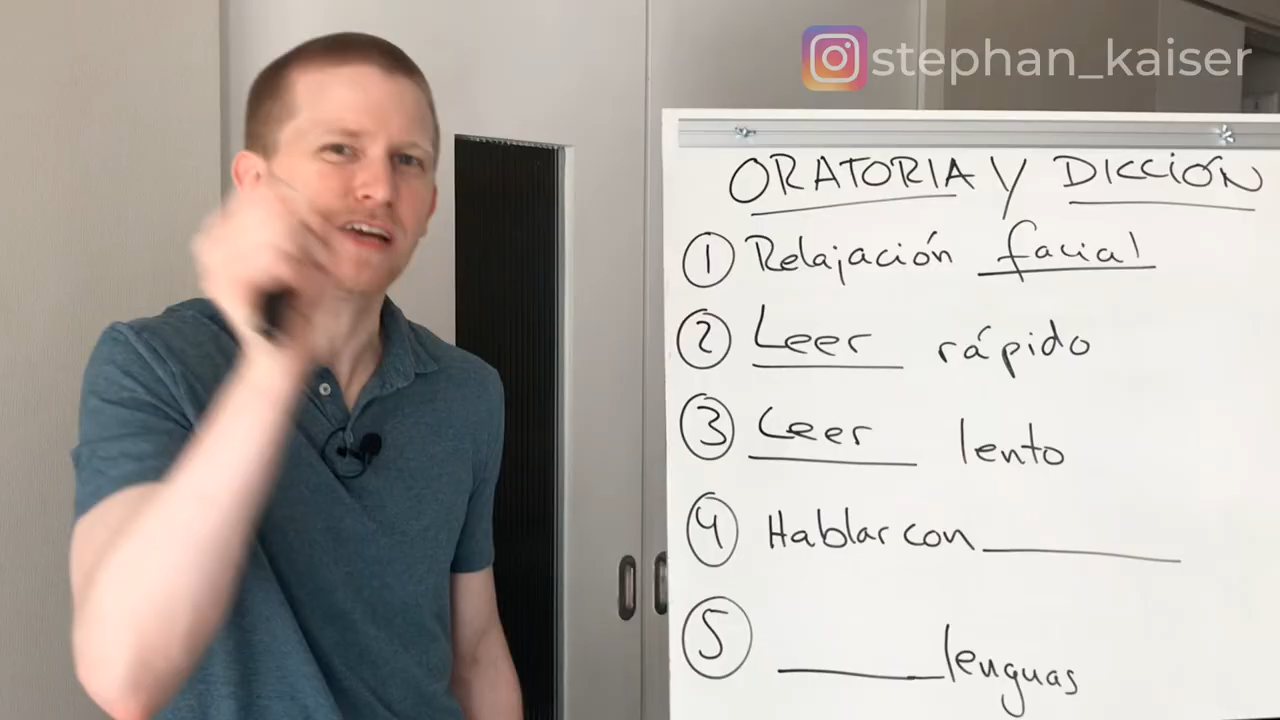 stephan_kaiser
ORATORIA Y DICCIÓN
1 Relajación facial
2 Leer rápido
3 Leer lento
4 Hablar con
5 lenguas